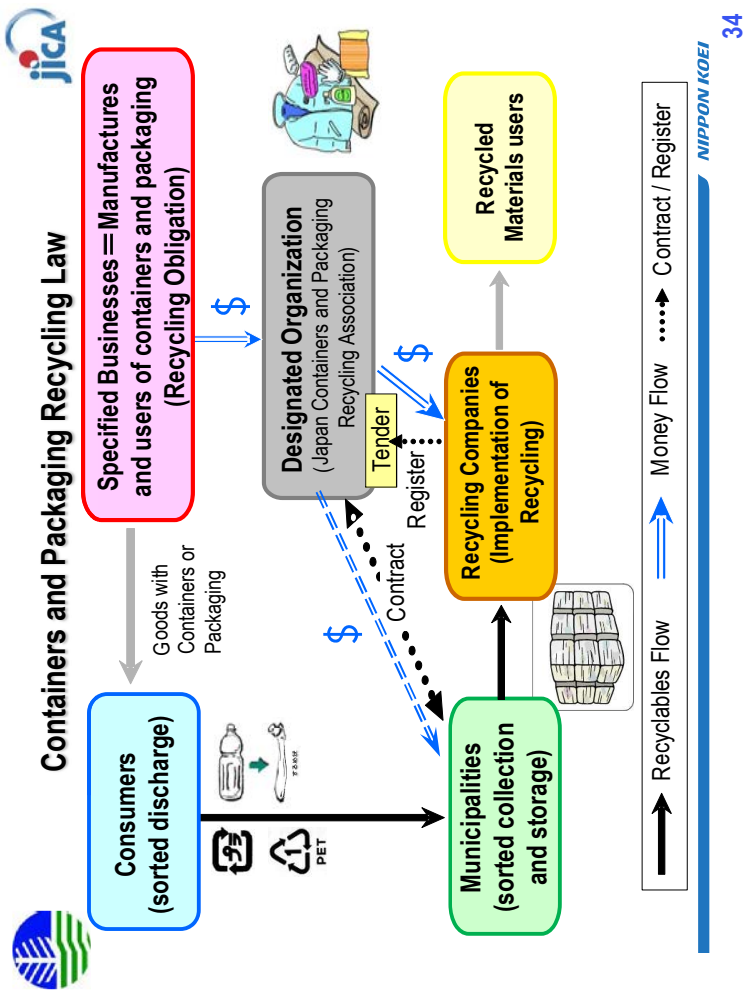 jICA
Containers and Packaging Recycling Law
Consumers
(sorted discharge)
Goods with
Containers or
Packaging
Specified Businesses＝Manufactures
and users of containers and packaging
(Recycling Obligation)
$
プラ
1
PET
Designated Organization
(Japan Containers and Packaging
Recycling Association)
Tender
$
$
Contract
Register
Municipalities
(sorted collection
and storage)
Recycling Companies
(Implementation of
Recycling)
Recycled
Materials users
Recyclables Flow
Money Flow
Contract / Register
NIPPON KOEI
34